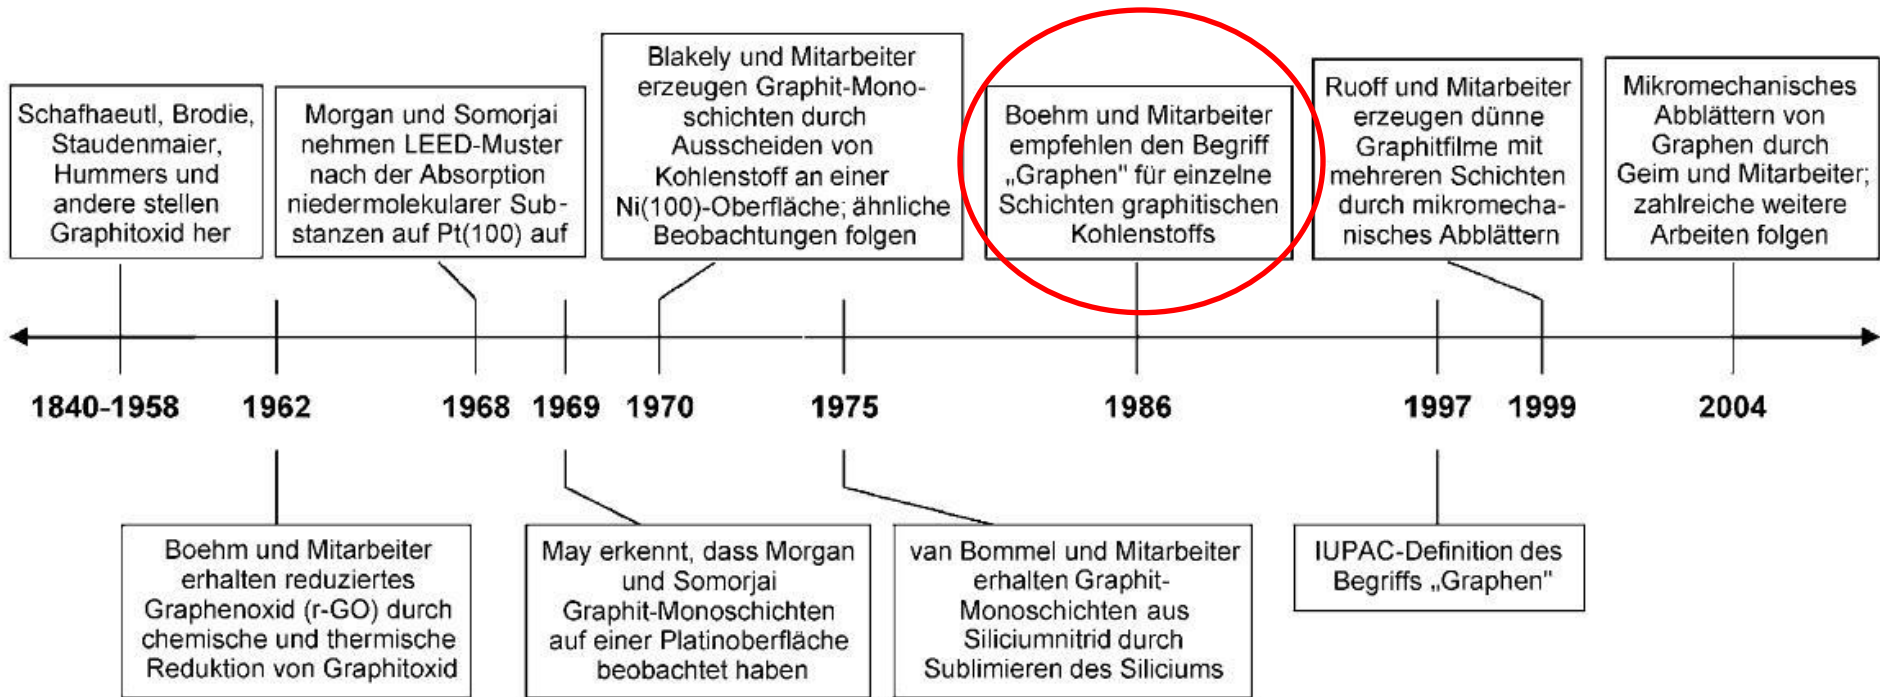 Schafhaeutl, Brodie,
Staudenmaier,
Hummers und
andere stellen
Graphitoxid her
Morgan und Somorjai
nehmen LEED-Muster
nach der Absorption
niedermolekularer Sub-
stanzen auf Pt(100) auf
Blakely und Mitarbeiter
erzeugen Graphit-Mono-
schichten durch
Ausscheiden von
Kohlenstoff an einer
Ni(100)-Oberfläche; ähnliche
Beobachtungen folgen
Boehm und Mitarbeiter
empfehlen den Begriff
„Graphen" für einzelne
Schichten graphitischen
Kohlenstoffs
Ruoff und Mitarbeiter
erzeugen dünne
Graphitfilme mit
mehreren Schichten
durch mikromecha-
nisches Abblättern
Mikromechanisches
Abblättern von
Graphen durch
Geim und Mitarbeiter;
zahlreiche weitere
Arbeiten folgen
1840-1958 1962 1968 1969 1970 1975 1986 1997 1999 2004
Boehm und Mitarbeiter
erhalten reduziertes
Graphenoxid (r-GO) durch
chemische und thermische
Reduktion von Graphitoxid
May erkennt, dass Morgan
und Somorjai
Graphit-Monoschichten
auf einer Platinoberfläche
beobachtet haben
van Bommel und Mitarbeiter
erhalten Graphit-
Monoschichten aus
Siliciumnitrid durch
Sublimieren des Siliciums
IUPAC-Definition des
Begriffs „Graphen"